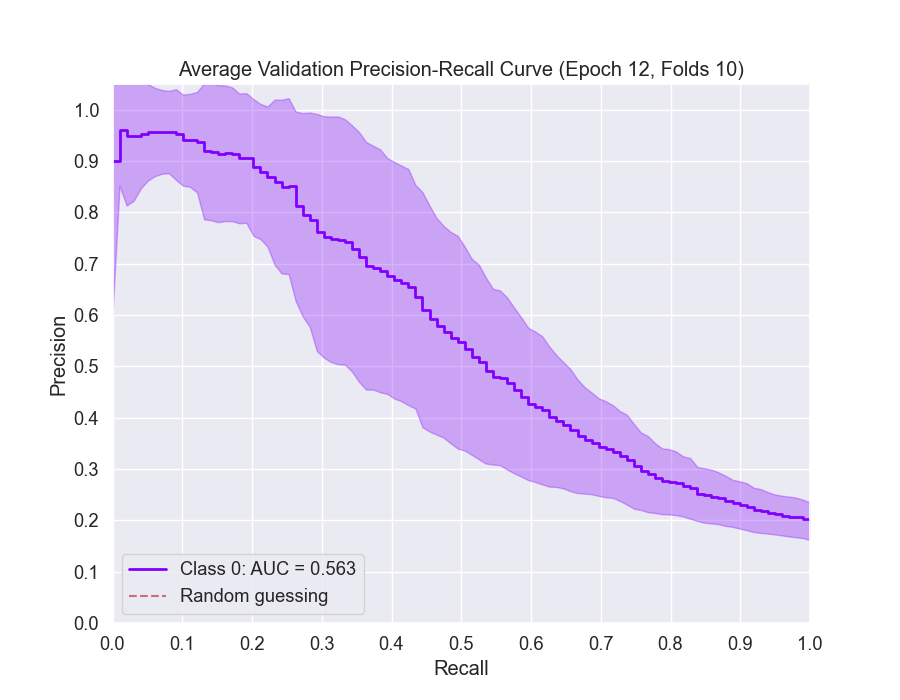 Average Validation Precision-Recall Curve (Epoch 12, Folds 10)
1.0
0.9
0.8
0.7
0.6
0.5
0.4
0.3
0.2
0.1
0.0
Precision
Class 0: AUC = 0.563
Random guessing
0.0 0.1 0.2 0.3 0.4 0.5 0.6 0.7 0.8 0.9 1.0
Recall